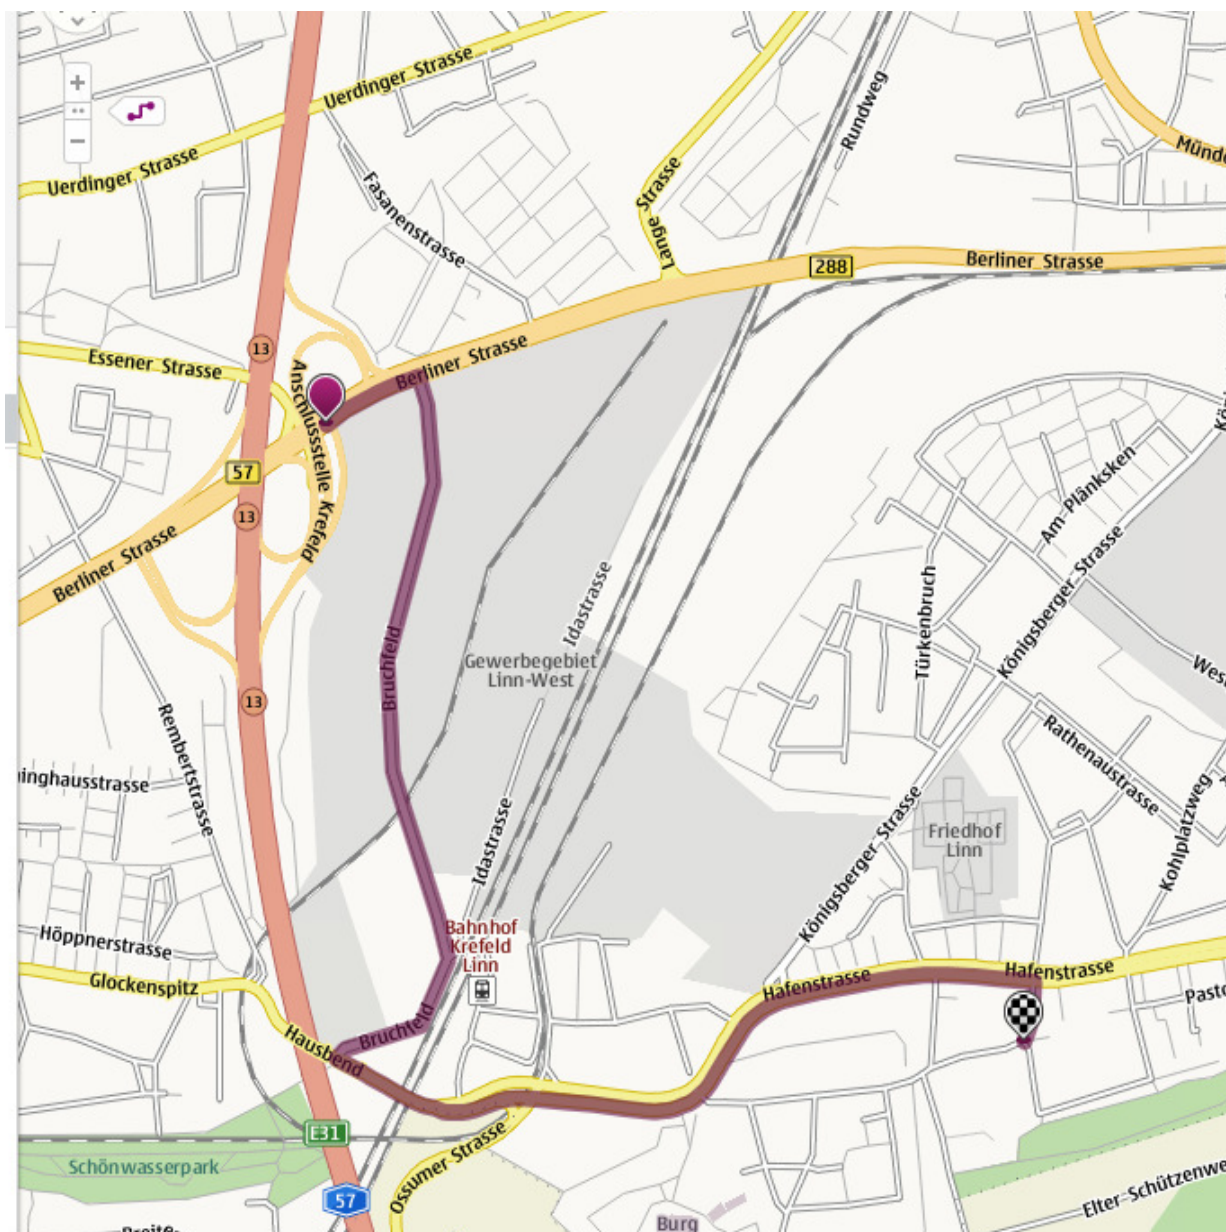 Uerdinger Strasse
Rundweg
Uerdinger Strasse
Münde
Fasanenstrasse
Lange Strasse
288
Berliner Strasse
13
Essener Strasse
Berliner Strasse
Anschlussstelle Krefeld
57
13
Berliner Strasse
Am Plänksken
Königsberger Strasse
Idastrasse
Türkenbruch
Bruchfeld
Gewerbegebiet
Linn-West
West
13
Rembertstrasse
Rathenaustrasse
inghausstrasse
Kohlplatzweg
Idastrasse
Königsberger Strasse
Friedhof
Linn
Höppnerstrasse
Bahnhof
Krefeld
Linn
Glockenspitz
Hafenstrasse
Hafenstrasse
Pasto
Bruchfeld
Hausbend
E31
Schönwasserpark
Ossumer Strasse
57
Elter-Schützenwe
Burg